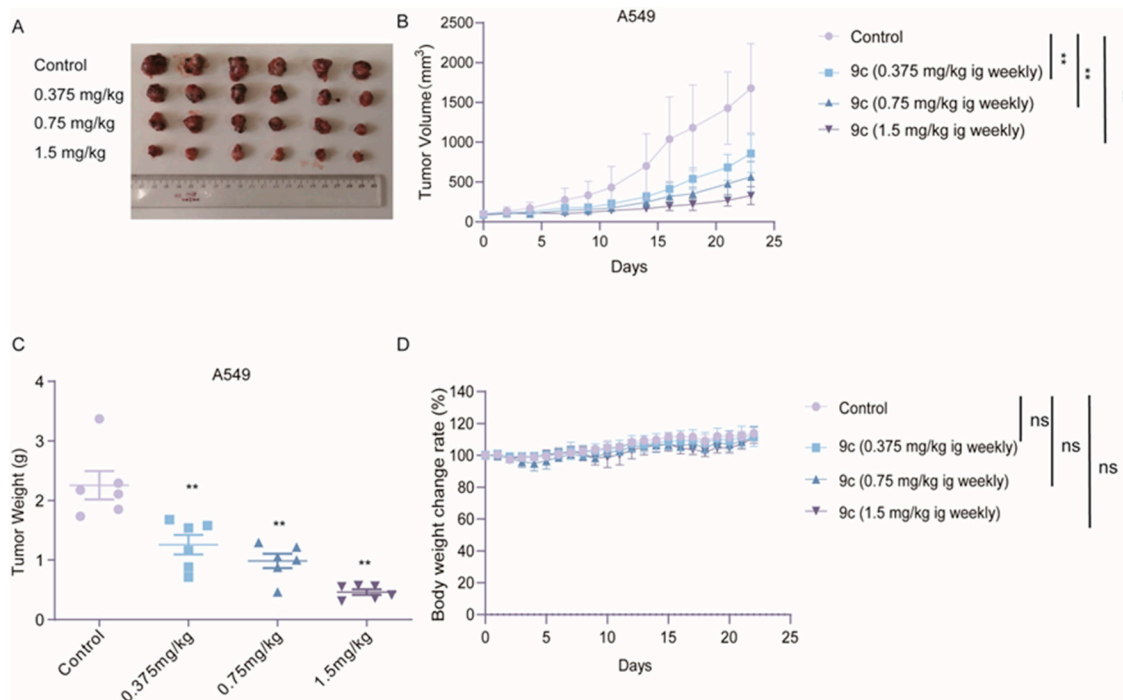 A
Control
0.375 mg/kg
0.75 mg/kg
1.5 mg/kg
B
A549
Tumor Volume(mm³)
2500
2000
1500
1000
500
0
0 5 10 15 20 25
Days
Control
9c (0.375 mg/kg ig weekly)
9c (0.75 mg/kg ig weekly)
9c (1.5 mg/kg ig weekly)
**
**
C
A549
Tumor Weight (g)
4
3
2
1
0
**
**
**
Control
0.375mg/kg
0.75mg/kg
1.5mg/kg
D
Body weight change rate (%)
140
120
100
80
60
40
20
0
0 5 10 15 20 25
Days
Control
9c (0.375 mg/kg ig weekly)
9c (0.75 mg/kg ig weekly)
9c (1.5 mg/kg ig weekly)
ns
ns
ns